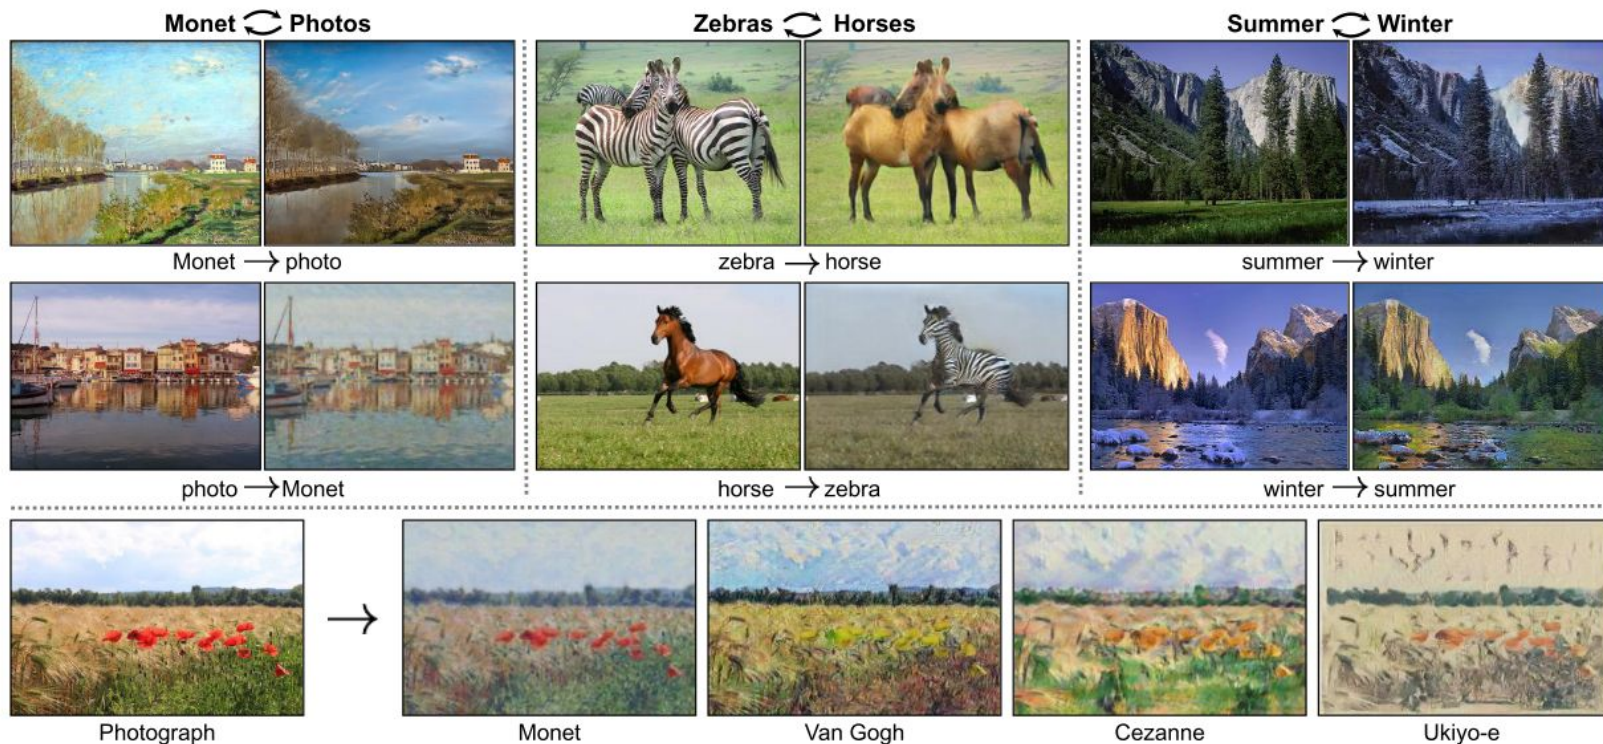 Monet Photos
Zebras Horses
Summer Winter
Monet → photo
zebra → horse
summer → winter
photo → Monet
horse → zebra
winter → summer
Photograph
Monet
Van Gogh
Cezanne
Ukiyo-e